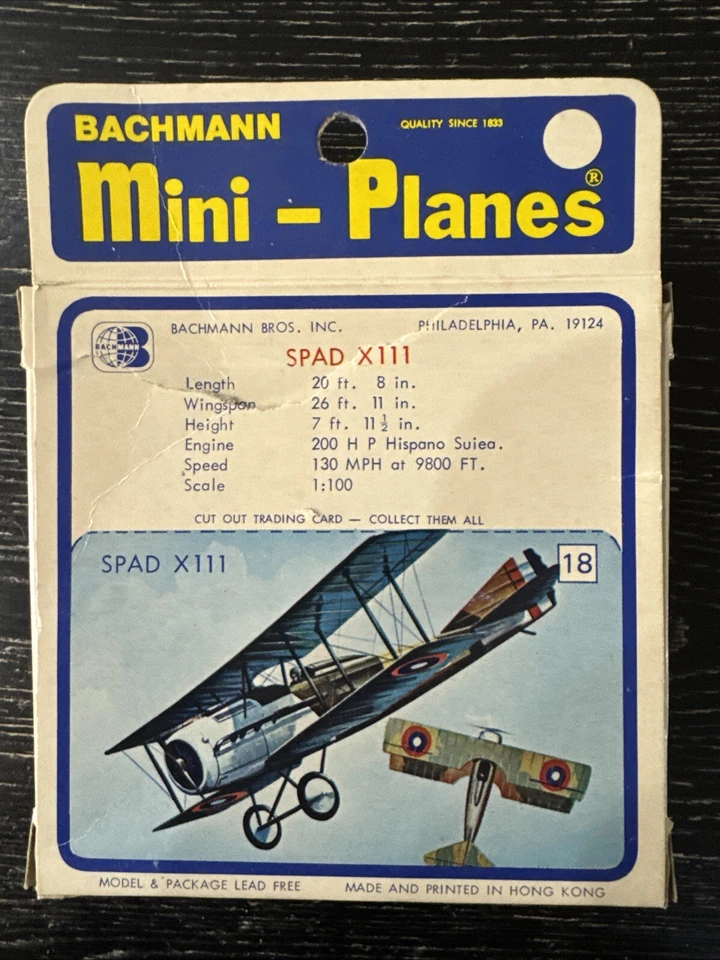 BACHMANN
QUALITY SINCE 1833
Mini - Planes®
BACHMANN
BACHMANN BROS. INC. PHILADELPHIA, PA. 19124
SPAD X111
Length 20 ft. 8 in.
Wingspan 26 ft. 11 in.
Height 7 ft. 11½ in.
Engine 200 H P Hispano Suiea.
Speed 130 MPH at 9800 FT.
Scale 1:100
CUT OUT TRADING CARD — COLLECT THEM ALL
SPAD X111 18
MODEL & PACKAGE LEAD FREE MADE AND PRINTED IN HONG KONG